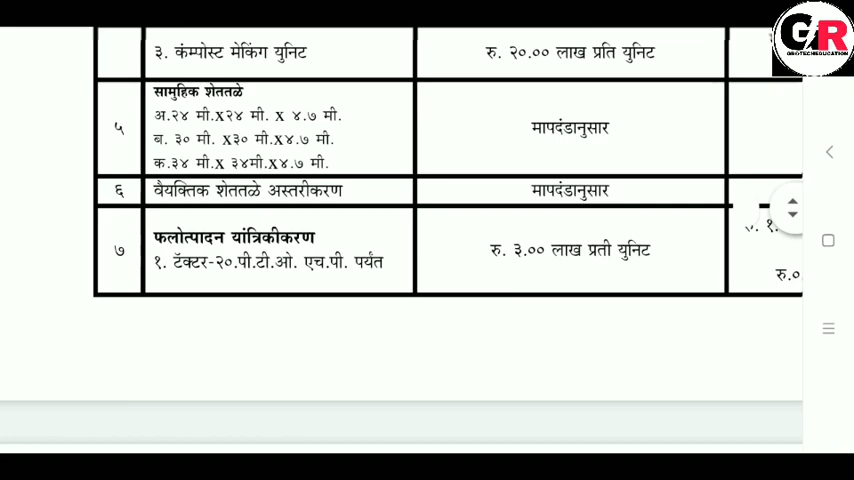 GR
GROTECHEDUCATION
३. कंम्पोस्ट मेकिंग युनिट
रु. २०.०० लाख प्रति युनिट
५
सामुहिक शेततळे
अ.२४ मी.x२४ मी. x ४.७ मी.
ब. ३० मी. x३० मी.x४.७ मी.
क.३४ मी.x ३४मी.x४.७ मी.
मापदंडानुसार
६
वैयक्तिक शेततळे अस्तरीकरण
मापदंडानुसार
७
फलोत्पादन यांत्रिकीकरण
१. टॅक्टर-२०.पी.टी.ओ. एच.पी. पर्यंत
रु. ३.०० लाख प्रती युनिट
रु.०